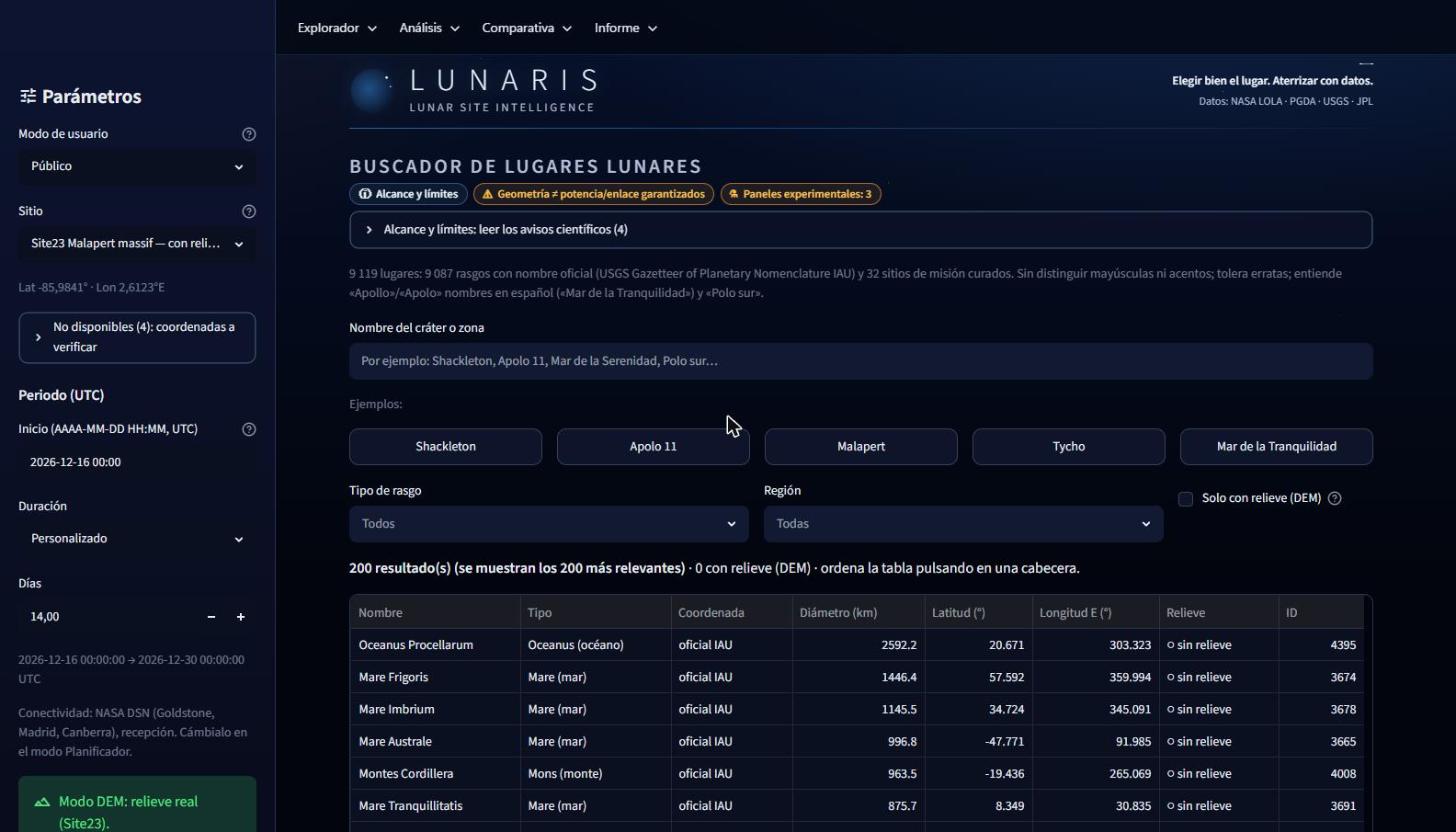 Explorador
Análisis
Comparativa
Informe
Parámetros
Modo de usuario
Público
Sitio
Site23 Malapert massif — con reli…
Lat -85,9841° · Lon 2,6123°E
No disponibles (4): coordenadas a
verificar
Periodo (UTC)
Inicio (AAAA-MM-DD HH:MM, UTC)
2026-12-16 00:00
Duración
Personalizado
Días
14,00
2026-12-16 00:00:00 → 2026-12-30 00:00:00
UTC
Conectividad: NASA DSN (Goldstone,
Madrid, Canberra), recepción. Cámbialo en
el modo Planificador.
Modo DEM: relieve real
(Site23).
LUNARIS
LUNAR SITE INTELLIGENCE
Elegir bien el lugar. Aterrizar con datos.
Datos: NASA LOLA · PGDA · USGS · JPL
BUSCADOR DE LUGARES LUNARES
Alcance y límites
Geometría ≠ potencia/enlace garantizados
Paneles experimentales: 3
Alcance y límites: leer los avisos científicos (4)
9 119 lugares: 9 087 rasgos con nombre oficial (USGS Gazetteer of Planetary Nomenclature IAU) y 32 sitios de misión curados. Sin distinguir mayúsculas ni acentos; tolera erratas; entiende
«Apollo»/«Apolo» nombres en español («Mar de la Tranquilidad») y «Polo sur».
Nombre del cráter o zona
Por ejemplo: Shackleton, Apolo 11, Mar de la Serenidad, Polo sur…
Ejemplos:
Shackleton
Apolo 11
Malapert
Tycho
Mar de la Tranquilidad
Tipo de rasgo
Región
Todos
Todas
Solo con relieve (DEM)
200 resultado(s) (se muestran los 200 más relevantes) · 0 con relieve (DEM) · ordena la tabla pulsando en una cabecera.
Nombre Tipo Coordenada Diámetro (km) Latitud (°) Longitud E (°) Relieve ID
Oceanus Procellarum Oceanus (océano) oficial IAU 2592.2 20.671 303.323 ○ sin relieve 4395
Mare Frigoris Mare (mar) oficial IAU 1446.4 57.592 359.994 ○ sin relieve 3674
Mare Imbrium Mare (mar) oficial IAU 1145.5 34.724 345.091 ○ sin relieve 3678
Mare Australe Mare (mar) oficial IAU 996.8 -47.771 91.985 ○ sin relieve 3665
Montes Cordillera Mons (monte) oficial IAU 963.5 -19.436 265.069 ○ sin relieve 4008
Mare Tranquillitatis Mare (mar) oficial IAU 875.7 8.349 30.835 ○ sin relieve 3691